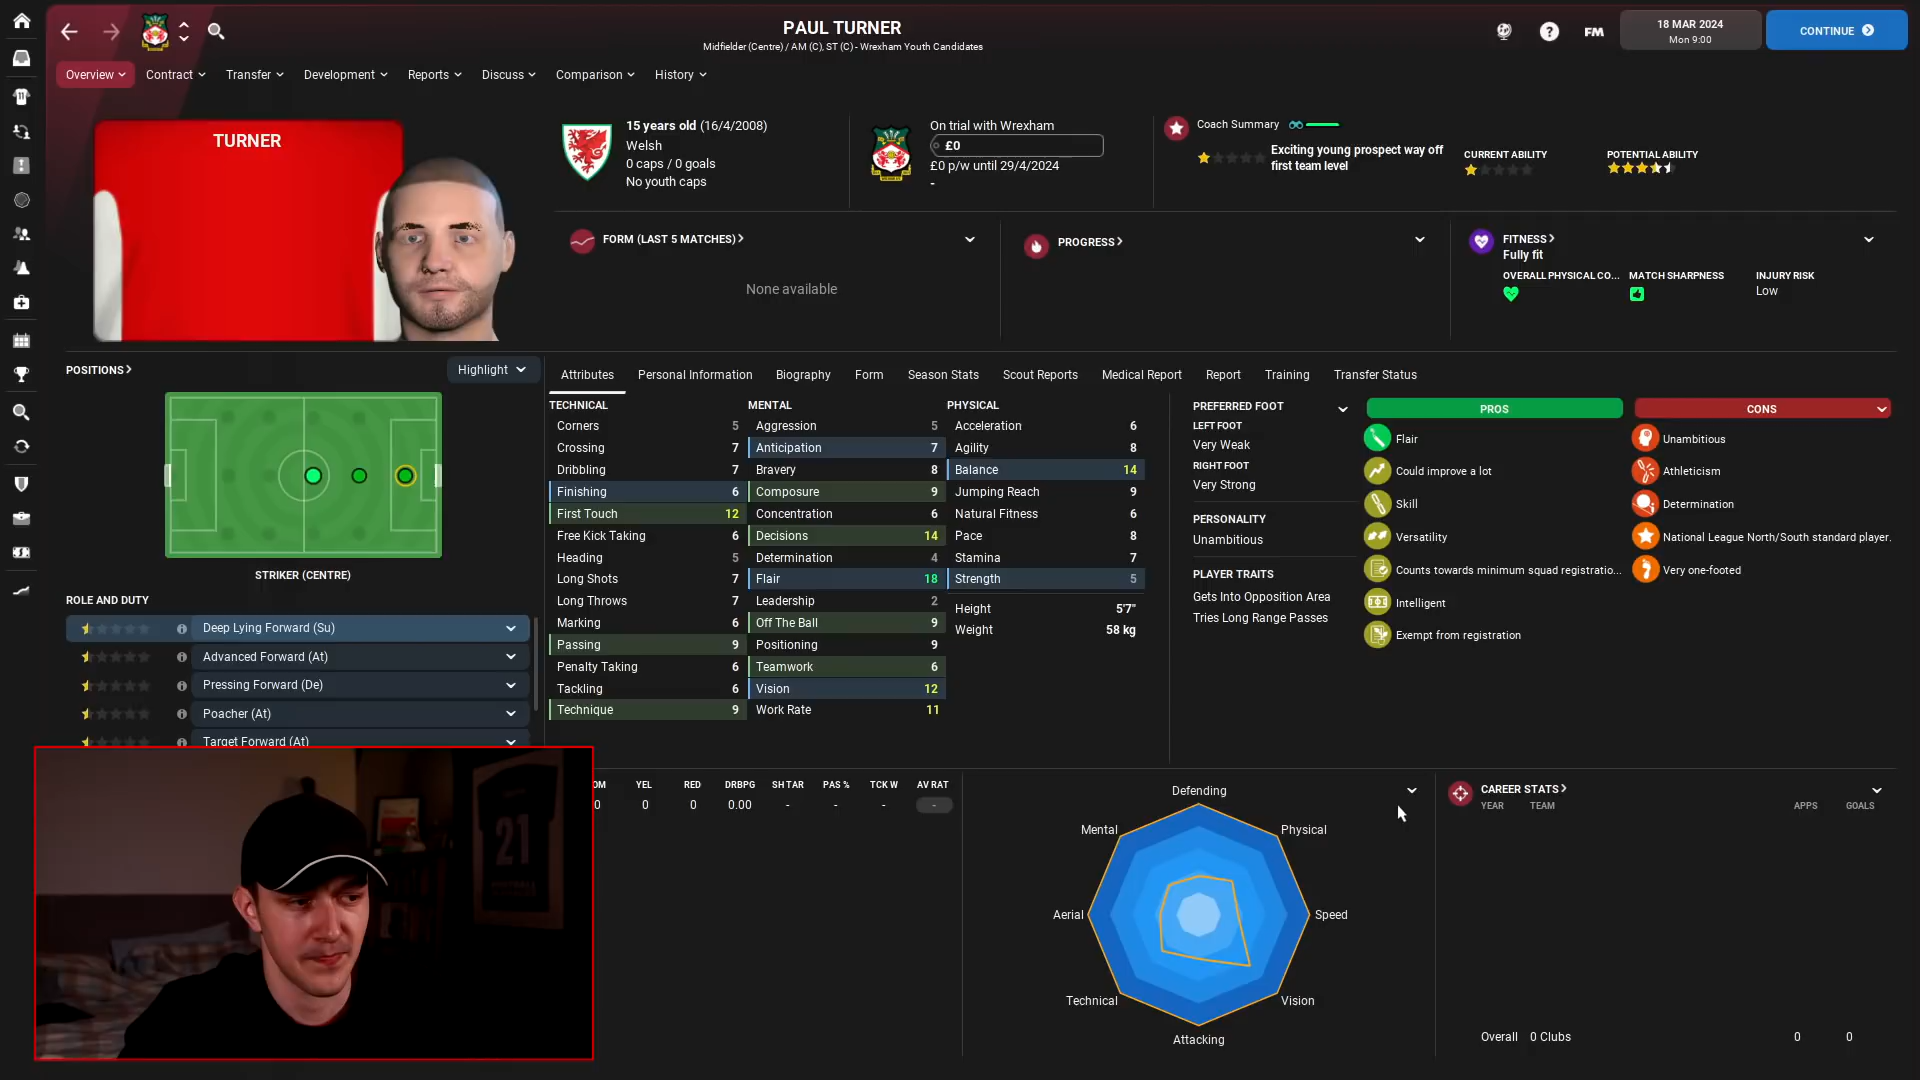 PAUL TURNER
Midfielder (Centre) / AM (C), ST (C) - Wrexham Youth Candidates
FM
18 MAR 2024
Mon 9:00
CONTINUE
Overview
Contract
Transfer
Development
Reports
Discuss
Comparison
History
TURNER
15 years old (16/4/2008)
Welsh
0 caps / 0 goals
No youth caps
On trial with Wrexham
£0
£0 p/w until 29/4/2024
-
Coach Summary
Exciting young prospect way off
first team level
CURRENT ABILITY
POTENTIAL ABILITY
FORM (LAST 5 MATCHES)
None available
PROGRESS
FITNESS
Fully fit
OVERALL PHYSICAL CO...
MATCH SHARPNESS
INJURY RISK
Low
POSITIONS
Highlight
STRIKER (CENTRE)
ROLE AND DUTY
Deep Lying Forward (Su)
Advanced Forward (At)
Pressing Forward (De)
Poacher (At)
Target Forward (At)
Attributes
Personal Information
Biography
Form
Season Stats
Scout Reports
Medical Report
Report
Training
Transfer Status
TECHNICAL
Corners 5
Crossing 7
Dribbling 7
Finishing 6
First Touch 12
Free Kick Taking 6
Heading 5
Long Shots 7
Long Throws 7
Marking 6
Passing 9
Penalty Taking 6
Tackling 6
Technique 9
MENTAL
Aggression 5
Anticipation 7
Bravery 8
Composure 9
Concentration 6
Decisions 14
Determination 4
Flair 18
Leadership 2
Off The Ball 9
Positioning 9
Teamwork 6
Vision 12
Work Rate 11
PHYSICAL
Acceleration 6
Agility 8
Balance 14
Jumping Reach 9
Natural Fitness 6
Pace 8
Stamina 7
Strength 5
Height 5'7"
Weight 58 kg
PREFERRED FOOT
LEFT FOOT
Very Weak
RIGHT FOOT
Very Strong
PERSONALITY
Unambitious
PLAYER TRAITS
Gets Into Opposition Area
Tries Long Range Passes
PROS
Flair
Could improve a lot
Skill
Versatility
Counts towards minimum squad registratio...
Intelligent
Exempt from registration
CONS
Unambitious
Athleticism
Determination
National League North/South standard player.
Very one-footed
OM YEL RED DRBPG SH TAR PAS % TCK W AV RAT
0 0 0 0.00 - - - -
Defending
Mental
Physical
Aerial
Speed
Technical
Vision
Attacking
CAREER STATS
YEAR TEAM APPS GOALS
Overall 0 Clubs 0 0
21